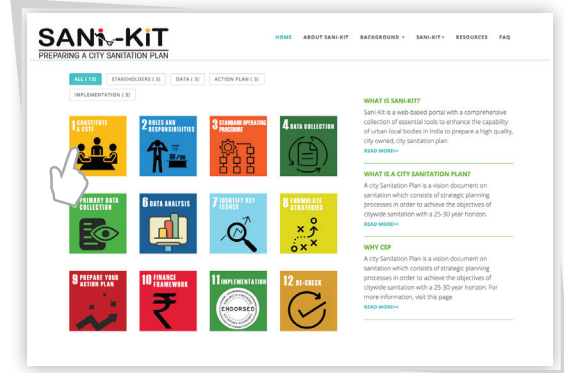 SANi-KiT
PREPARING A CITY SANITATION PLAN
HOME ABOUT SANI-KIT BACKGROUND SANI-KIT RESOURCES FAQ
ALL ( 12) STAKEHOLDERS ( 3) DATA ( 3) ACTION PLAN ( 3)
IMPLEMENTATION ( 3)
1 CONSTITUTE
A CSTF
2 ROLES AND
RESPONSIBILITIES
3 STANDARD OPERATING
PROCEDURE
4 DATA COLLECTION
PRIMARY DATA
COLLECTION
6 DATA ANALYSIS
7 IDENTIFY KEY
ISSUES
8 FORMULATE
STRATEGIES
9 PREPARE YOUR
ACTION PLAN
10 FINANCE
FRAMEWORK
11 IMPLEMENTATION
ENDORSED
12 RE-CHECK
WHAT IS SANI-KIT?
Sani-Kit is a web-based portal with a comprehensive
collection of essential tools to enhance the capability
of urban local bodies in India to prepare a high quality,
city owned, city sanitation plan.
READ MORE>>
WHAT IS A CITY SANITATION PLAN?
A city Sanitation Plan is a vision document on
sanitation which consists of strategic planning
processes in order to achieve the objectives of
citywide sanitation with a 25-30 year horizon.
READ MORE>>
WHY CSP
A City Sanitation Plan is a vision document on
sanitation which consists of strategic planning
processes in order to achieve the objectives of
citywide sanitation with a 25-30 year horizon. For
more information, visit this page
READ MORE>>